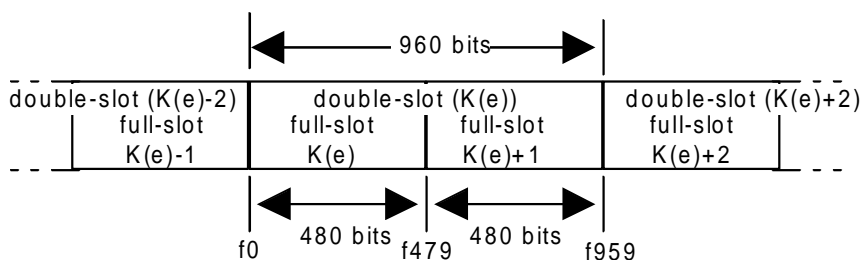 960 bits
double-slot (K(e)-2) double-slot (K(e)) double-slot (K(e)+2)
full-slot full-slot full-slot full-slot
K(e)-1 K(e) K(e)+1 K(e)+2
480 bits 480 bits
f0 f479 f959